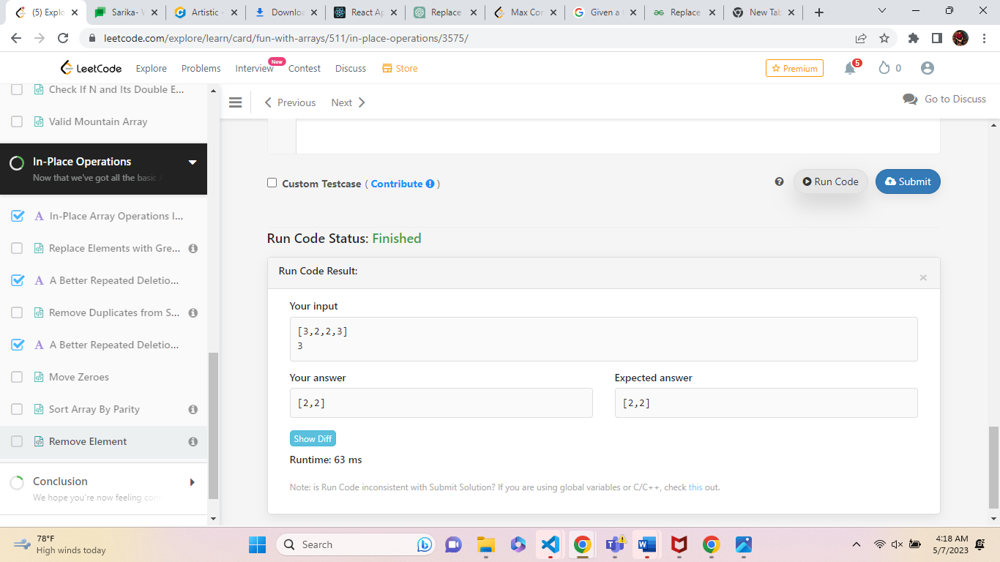 (5) Explo
Sarika- W
Artistic -
Downloa
React Ap
Replace
Max Cor
Given a
Replace
New Tab
leetcode.com/explore/learn/card/fun-with-arrays/511/in-place-operations/3575/
LeetCode Explore Problems Interview New Contest Discuss Store Premium 5 0
Check If N and Its Double E...
Valid Mountain Array
In-Place Operations
Now that we've got all the basic
A In-Place Array Operations I...
Replace Elements with Gre...
A A Better Repeated Deletio...
Remove Duplicates from S...
A A Better Repeated Deletio...
Move Zeroes
Sort Array By Parity
Remove Element
Conclusion
We hope you're now feeling con
Previous Next Go to Discuss
Custom Testcase ( Contribute )
Run Code Submit
Run Code Status: Finished
Run Code Result: ×
Your input
[3,2,2,3]
3
Your answer Expected answer
[2,2] [2,2]
Show Diff
Runtime: 63 ms
Note: is Run Code inconsistent with Submit Solution? If you are using global variables or C/C++, check this out.
78°F
High winds today
Search
4:18 AM
5/7/2023